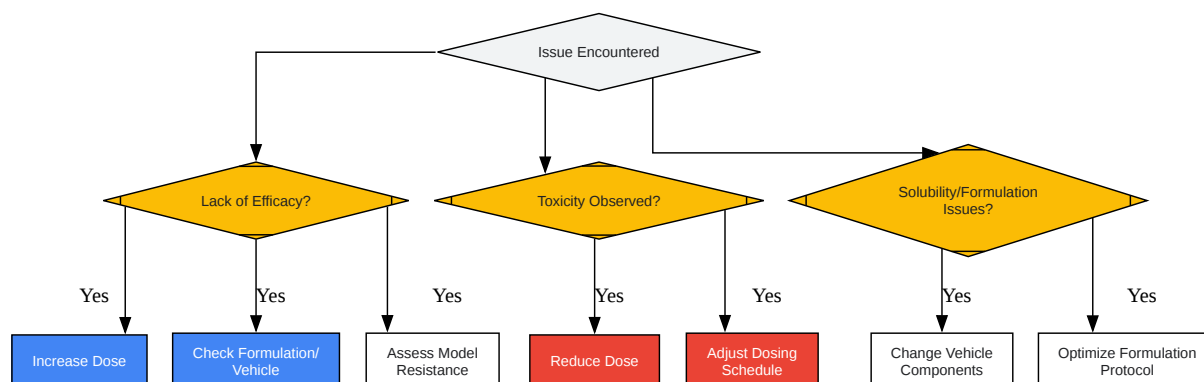 Issue Encountered
Lack of Efficacy?
Toxicity Observed?
Solubility/Formulation
Issues?
Yes
Yes
Yes
Yes
Yes
Yes
Yes
Increase Dose
Check Formulation/
Vehicle
Assess Model
Resistance
Reduce Dose
Adjust Dosing
Schedule
Change Vehicle
Components
Optimize Formulation
Protocol